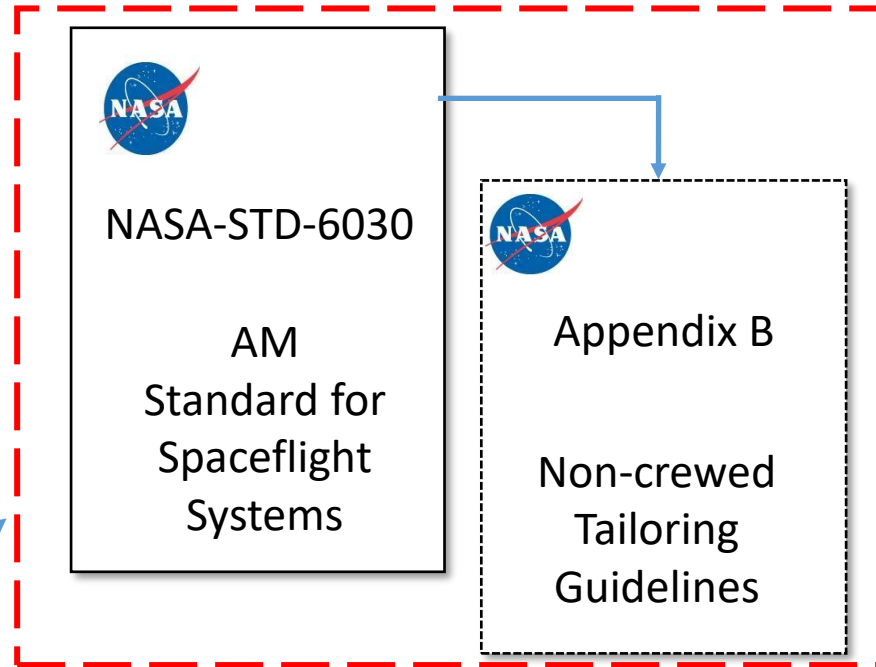 NASA
NASA-STD-6030
AM
Standard for
Spaceflight
Systems
NASA
Appendix B
Non-crewed
Tailoring
Guidelines